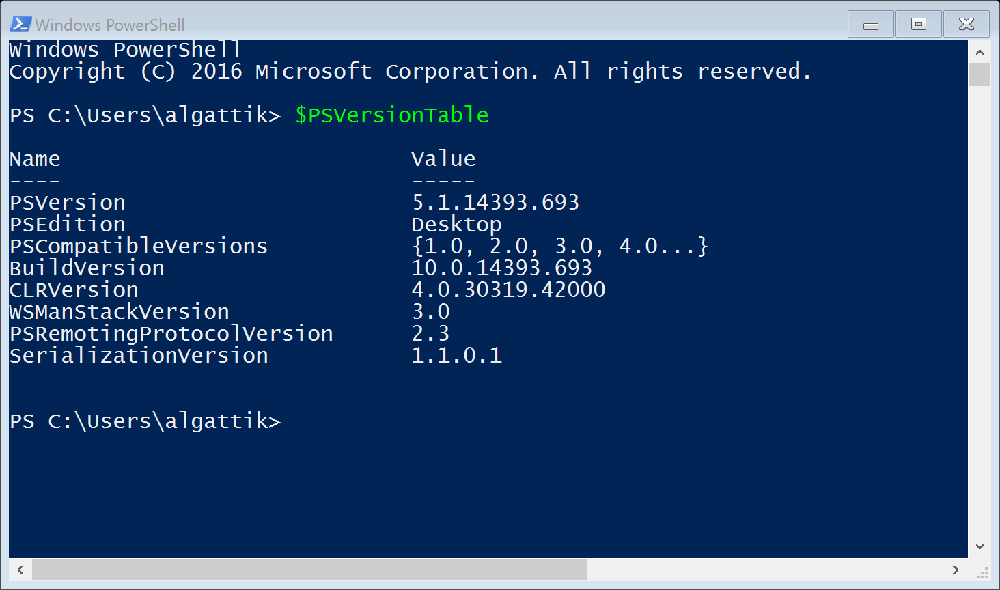 Windows PowerShell
Windows PowerShell
Copyright (C) 2016 Microsoft Corporation. All rights reserved.
PS C:\Users\algattik> $PSVersionTable
Name Value
---- -----
PSVersion 5.1.14393.693
PSEdition Desktop
PSCompatibleVersions {1.0, 2.0, 3.0, 4.0...}
BuildVersion 10.0.14393.693
CLRVersion 4.0.30319.42000
WSManStackVersion 3.0
PSRemotingProtocolVersion 2.3
SerializationVersion 1.1.0.1
PS C:\Users\algattik>